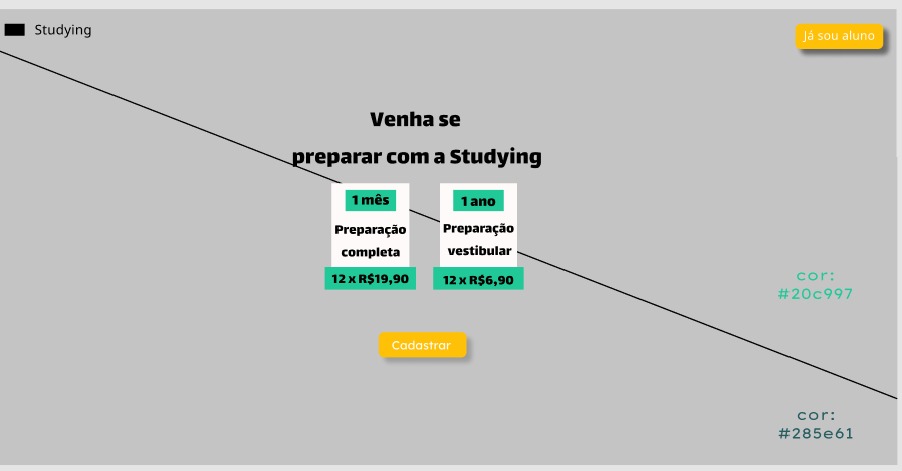 Studying
Já sou aluno
Venha se
preparar com a Studying
1 mês
Preparação
completa
12 x R$19,90
1 ano
Preparação
vestibular
12 x R$6,90
Cadastrar
cor:
#20c997
cor:
#285e61